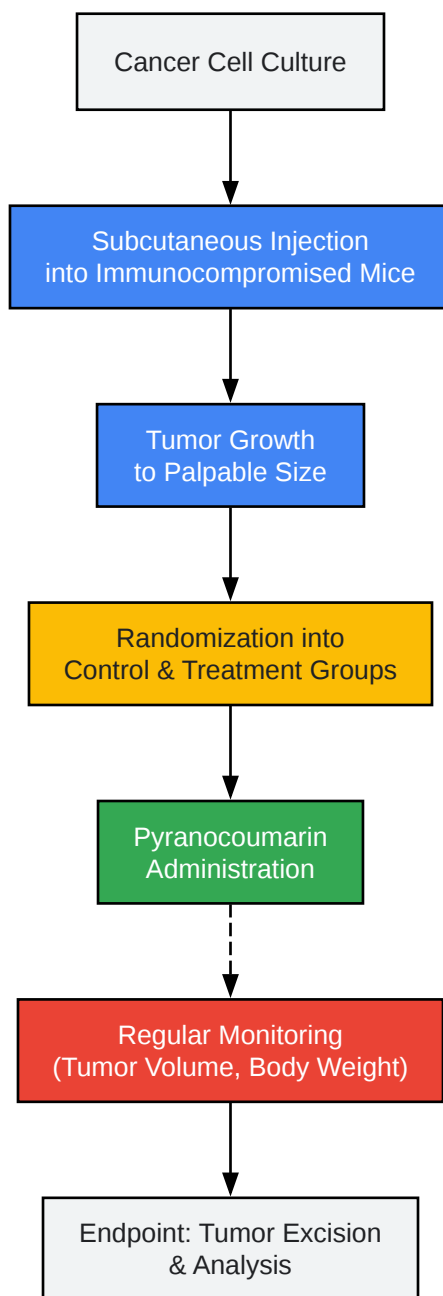 Cancer Cell Culture
Subcutaneous Injection
into Immunocompromised Mice
Tumor Growth
to Palpable Size
Randomization into
Control & Treatment Groups
Pyranocoumarin
Administration
Regular Monitoring
(Tumor Volume, Body Weight)
Endpoint: Tumor Excision
& Analysis